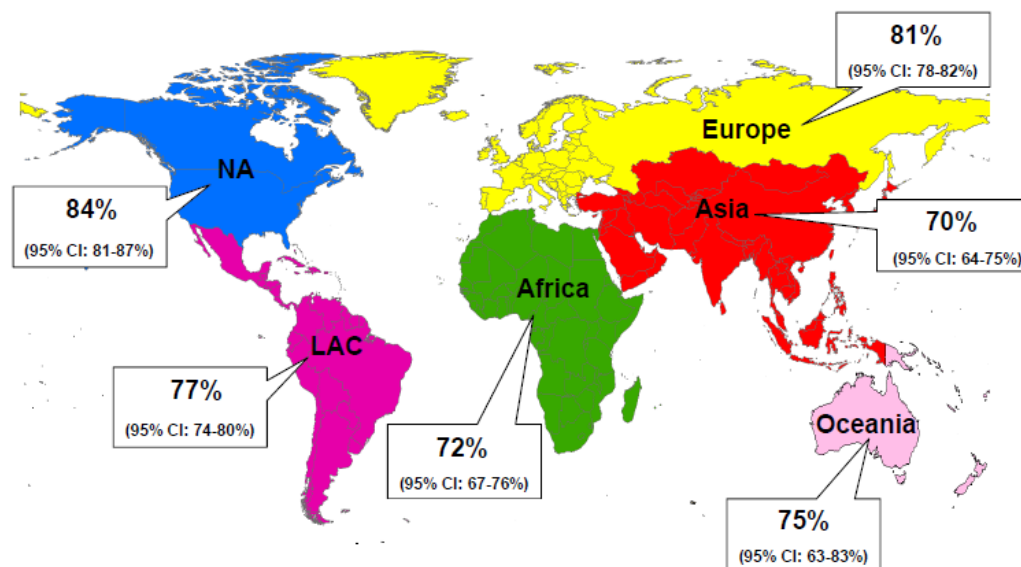 81%
(95% CI: 78-82%)
Europe
NA
84%
(95% CI: 81-87%)
Asia
70%
(95% CI: 64-75%)
Africa
LAC
77%
(95% CI: 74-80%)
72%
(95% CI: 67-76%)
Oceania
75%
(95% CI: 63-83%)